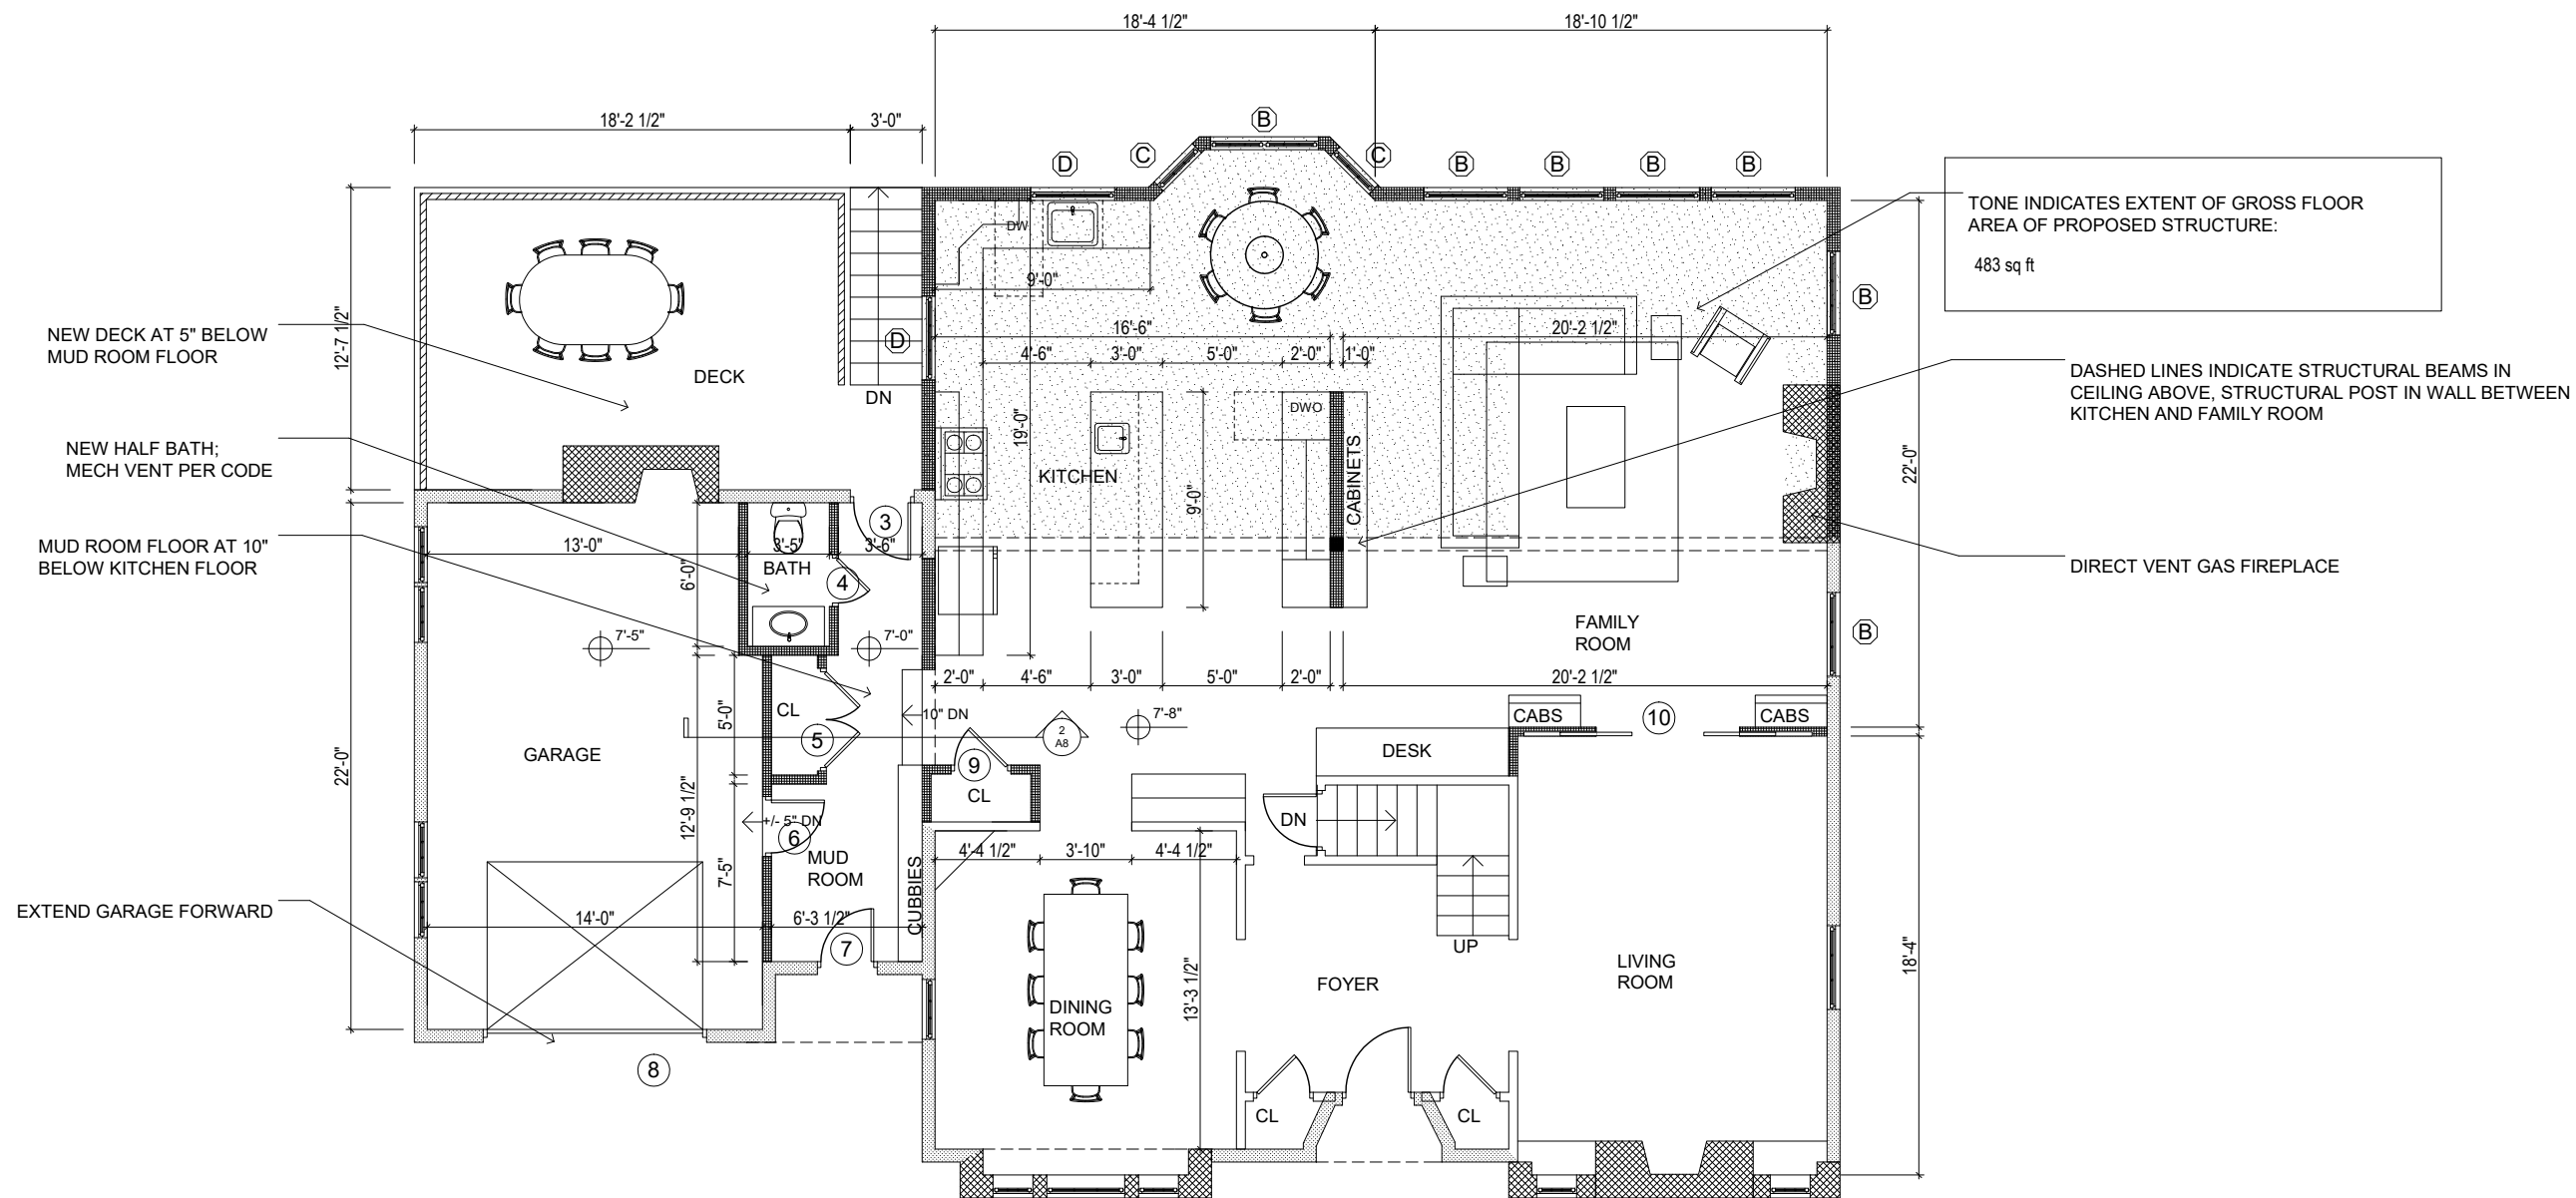 18'-4 1/2"
18'-10 1/2"
18'-2 1/2"
3'-0"
B
D
C
C
B
B
B
B
TONE INDICATES EXTENT OF GROSS FLOOR
AREA OF PROPOSED STRUCTURE:
483 sq ft
DW
9'-0"
B
NEW DECK AT 5" BELOW
MUD ROOM FLOOR
12'-7 1/2"
D
16'-6"
20'-2 1/2"
4'-6"
3'-0"
5'-0"
2'-0"
1'-0"
DECK
DN
DASHED LINES INDICATE STRUCTURAL BEAMS IN
CEILING ABOVE, STRUCTURAL POST IN WALL BETWEEN
KITCHEN AND FAMILY ROOM
DWO
19'-0"
NEW HALF BATH;
MECH VENT PER CODE
KITCHEN
CABINETS
22'-0"
9'-0"
3
MUD ROOM FLOOR AT 10"
BELOW KITCHEN FLOOR
13'-0"
3'-5"
3'-6"
BATH
4
6'-0"
DIRECT VENT GAS FIREPLACE
7'-5"
7'-0"
FAMILY
ROOM
B
2'-0"
4'-6"
3'-0"
5'-0"
2'-0"
20'-2 1/2"
CL
5'-0"
10" DN
7'-8"
CABS
10
CABS
5
2
A8
GARAGE
22'-0"
DESK
9
CL
12'-9 1/2"
+/- 5" DN
6
DN
MUD
ROOM
4'-4 1/2"
3'-10"
4'-4 1/2"
7'-5"
CUBBIES
EXTEND GARAGE FORWARD
14'-0"
6'-3 1/2"
7
UP
18'-4"
LIVING
ROOM
FOYER
13'-3 1/2"
DINING
ROOM
8
CL
CL